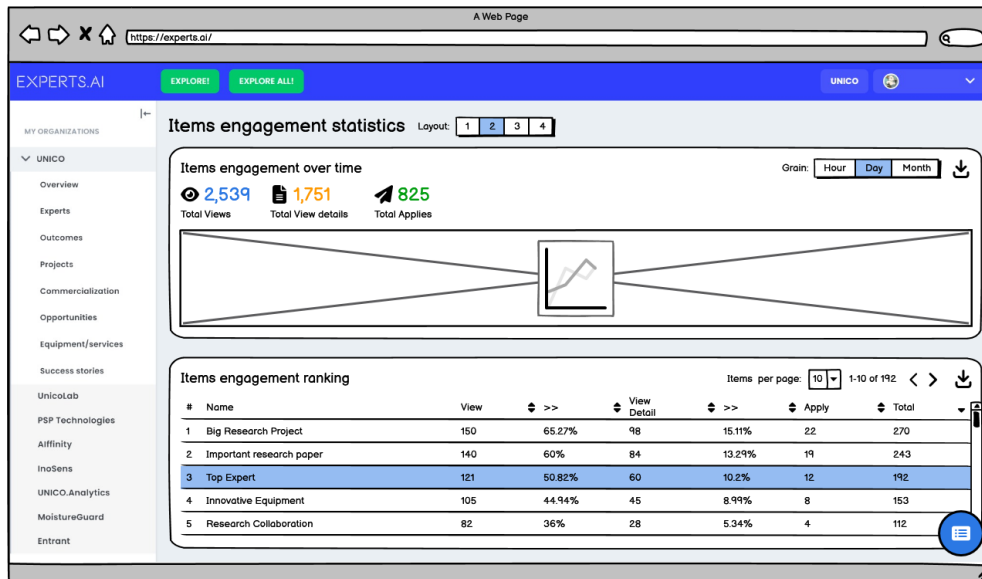 A Web Page
https://experts.ai/
EXPERTS.AI EXPLORE! EXPLORE ALL! UNICO
MY ORGANIZATIONS
UNICO
Overview
Experts
Outcomes
Projects
Commercialization
Opportunities
Equipment/services
Success stories
UnicoLab
PSP Technologies
AIffinity
InoSens
UNICO.Analytics
MoistureGuard
Entrant
Items engagement statistics Layout: 1 2 3 4
Items engagement over time Grain: Hour Day Month
2,539 1,751 825
Total Views Total View details Total Applies
Items engagement ranking Items per page: 10 1-10 of 192
# Name View >> View Detail >> Apply Total
1 Big Research Project 150 65.27% 98 15.11% 22 270
2 Important research paper 140 60% 84 13.29% 19 243
3 Top Expert 121 50.82% 60 10.2% 12 192
4 Innovative Equipment 105 44.94% 45 8.99% 8 153
5 Research Collaboration 82 36% 28 5.34% 4 112